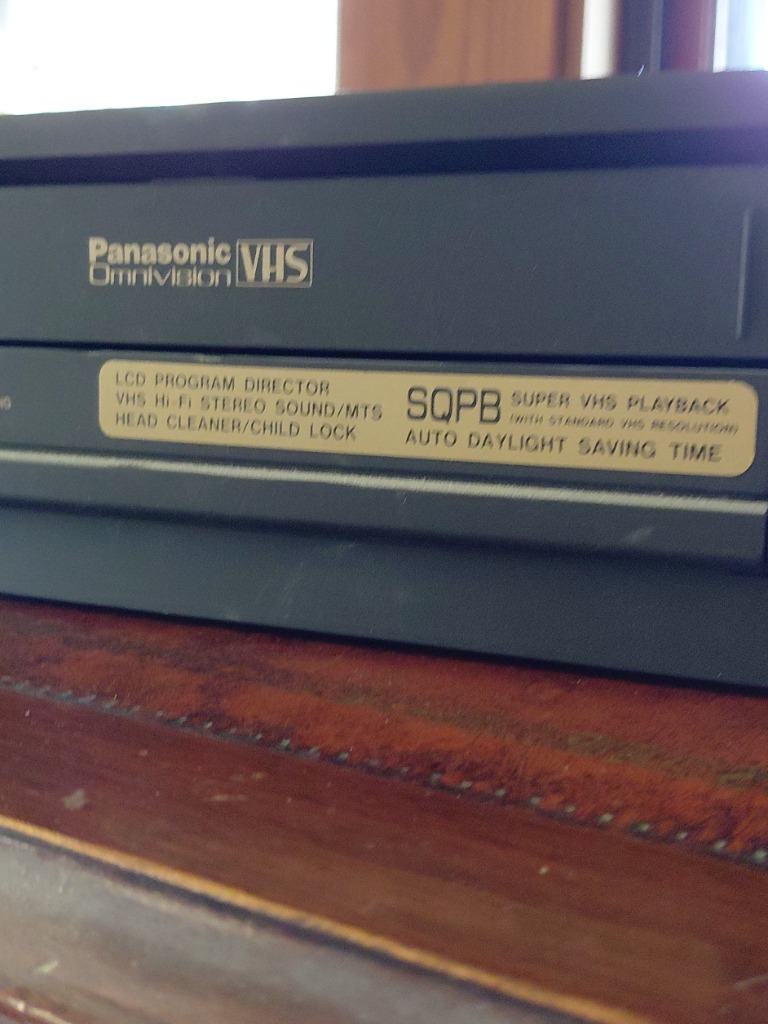 Panasonic
Omnivision VHS
LCD PROGRAM DIRECTOR
VHS Hi-Fi STEREO SOUND/MTS
HEAD CLEANER/CHILD LOCK
SQPB SUPER VHS PLAYBACK
(WITH STANDARD VHS RESOLUTION)
AUTO DAYLIGHT SAVING TIME